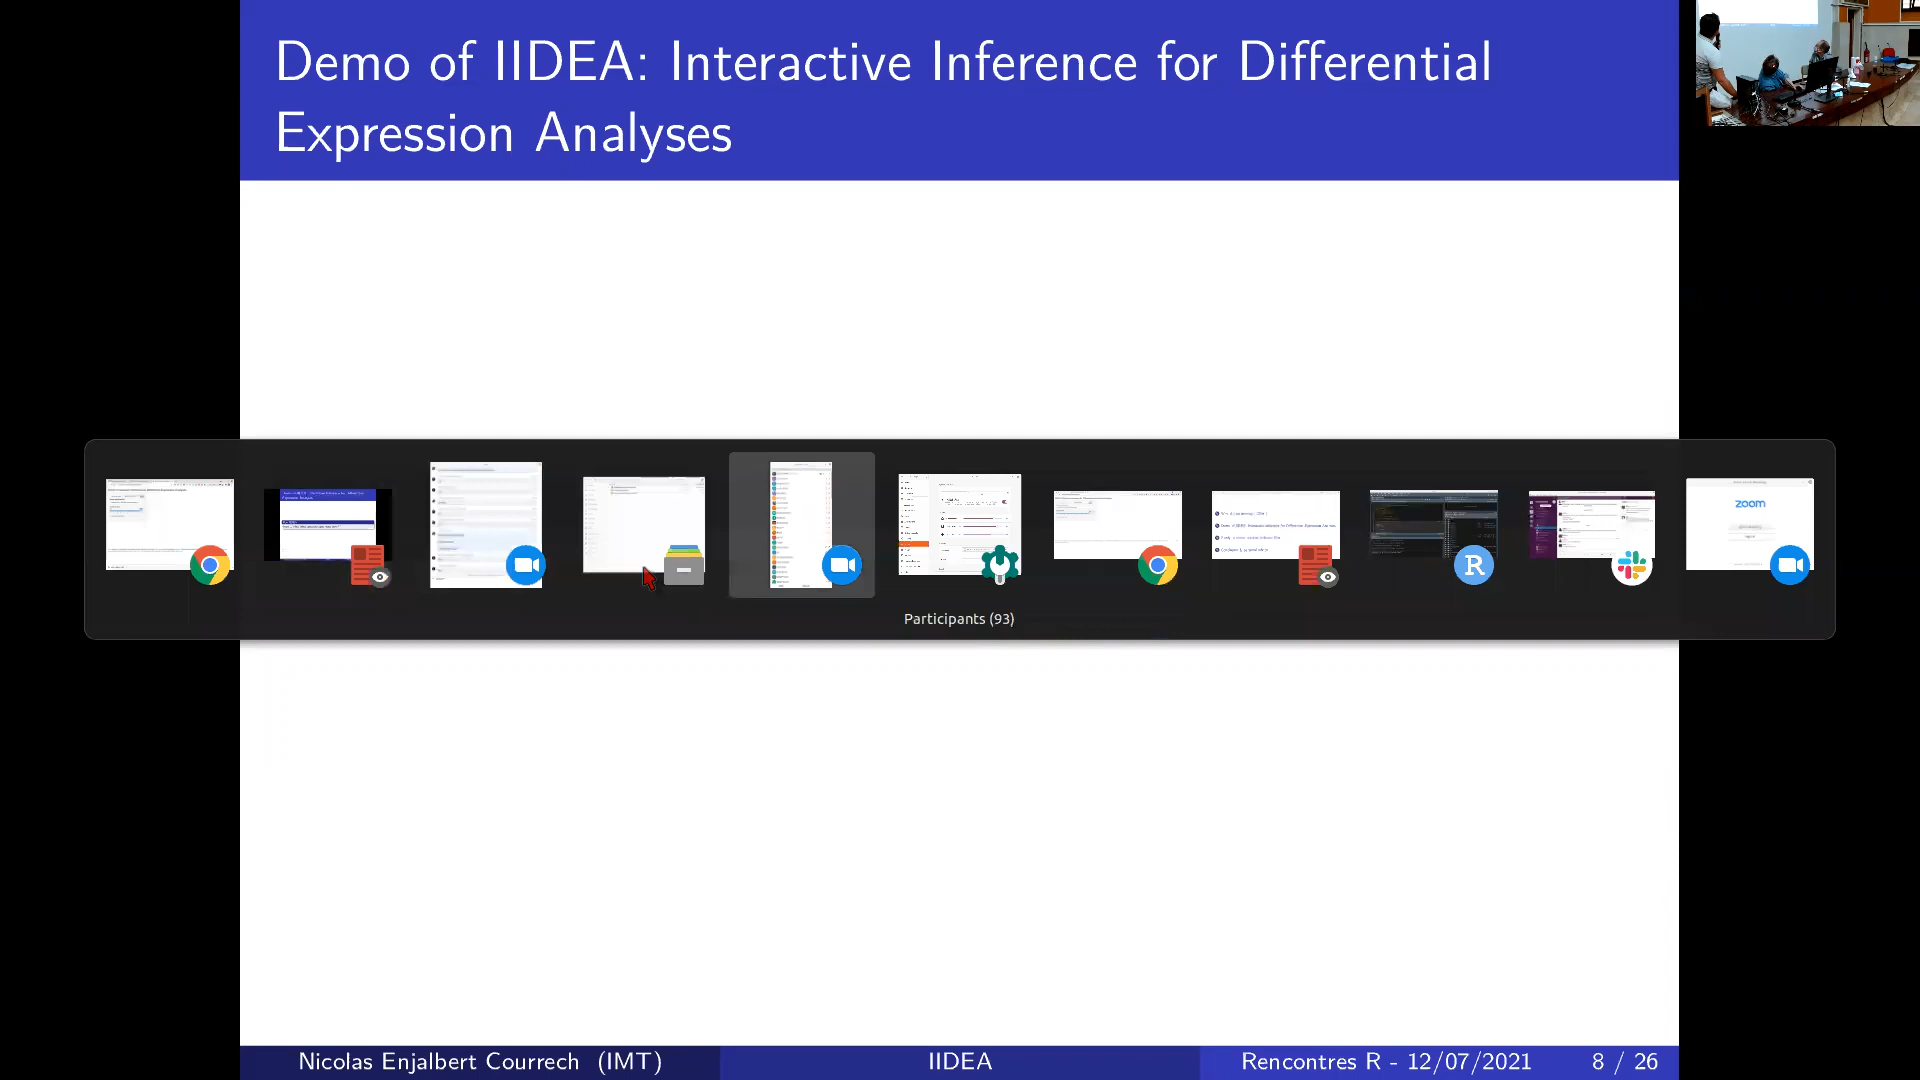 Demo of IIDEA: Interactive Inference for Differential
Expression Analyses
zoom
R
Participants (93)
Nicolas Enjalbert Courrech (IMT)
IIDEA
Rencontres R - 12/07/2021
8 / 26